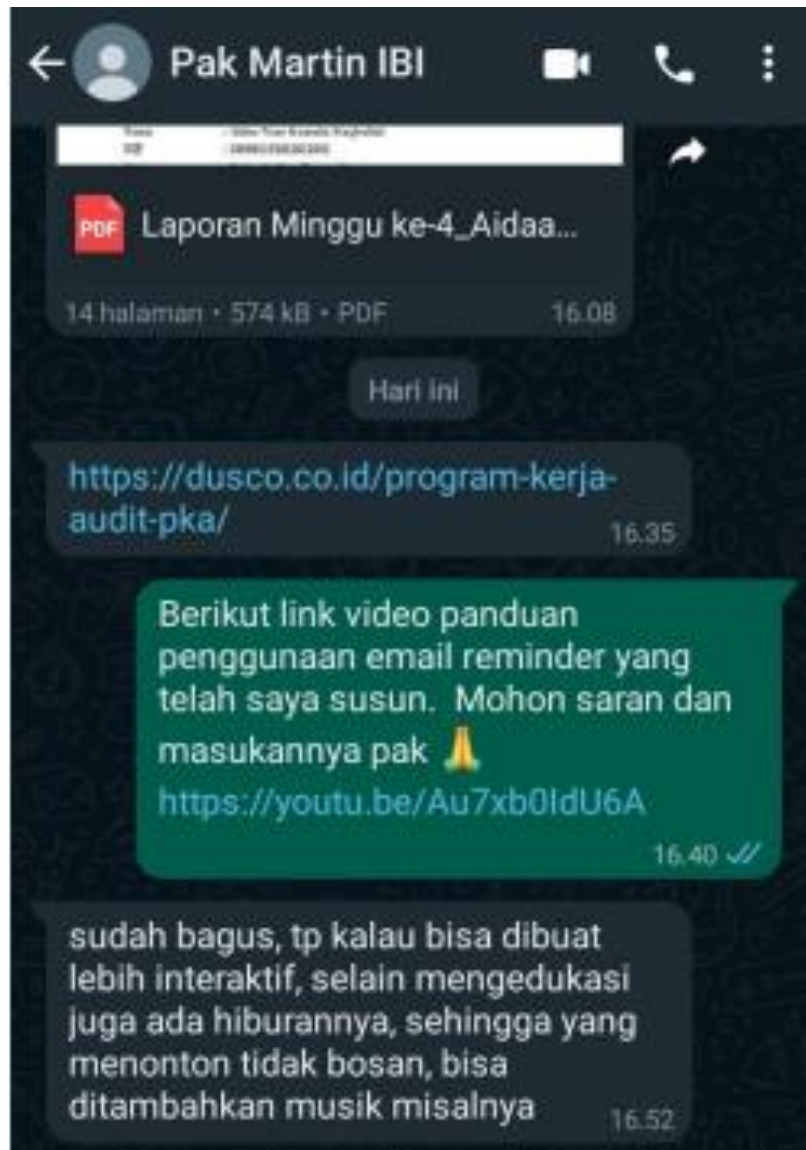 Pak Martin IBI
PDF
Laporan Minggu ke-4_Aidaa...
14 halaman • 574 kB • PDF 16.08
Hari ini
https://dusco.co.id/program-kerja-
audit-pka/
16.35
Berikut link video panduan
penggunaan email reminder yang
telah saya susun. Mohon saran dan
masukannya pak 🙏
https://youtu.be/Au7xb0IdU6A
16.40
sudah bagus, tp kalau bisa dibuat
lebih interaktif, selain mengedukasi
juga ada hiburannya, sehingga yang
menonton tidak bosan, bisa
ditambahkan musik misalnya
16.52